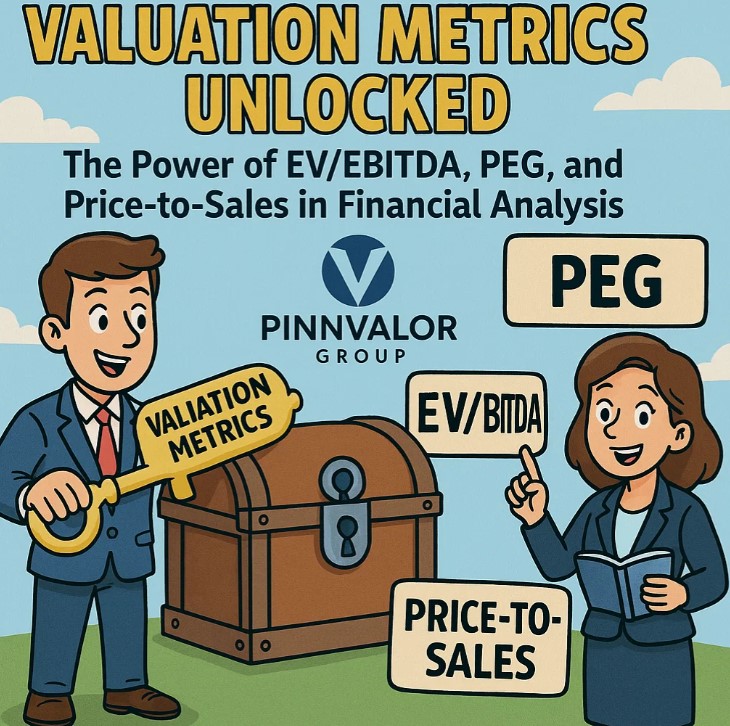 VALUATION METRICS
UNLOCKED
The Power of EV/EBITDA, PEG, and
Price-to-Sales in Financial Analysis
PINNVALOR
GROUP
PEG
VALIATION
METRICS
EV/BITDA
PRICE-TO-
SALES